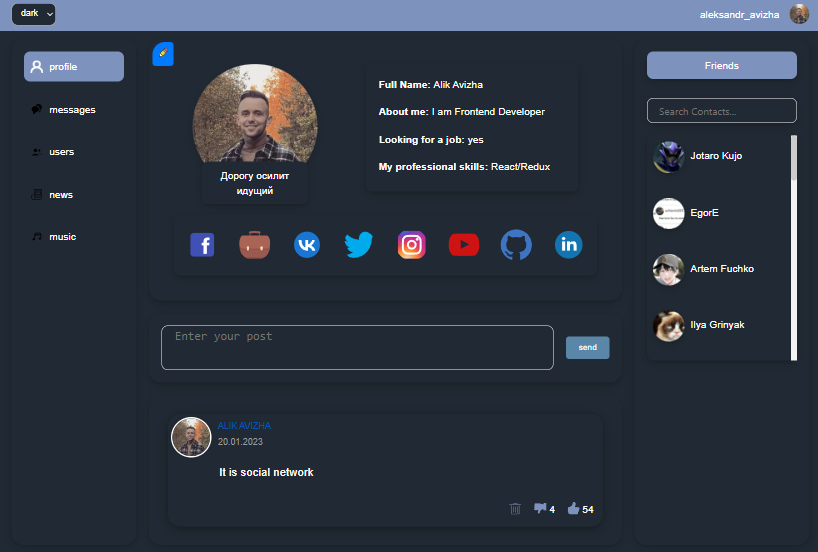 dark
aleksandr_avizha
profile
messages
users
news
music
Дорогу осилит
идущий
Full Name: Alik Avizha
About me: I am Frontend Developer
Looking for a job: yes
My professional skills: React/Redux
Enter your post
send
ALIK AVIZHA
20.01.2023
It is social network
4
54
Friends
Search Contacts...
Jotaro Kujo
EgorE
Artem Fuchko
Ilya Grinyak